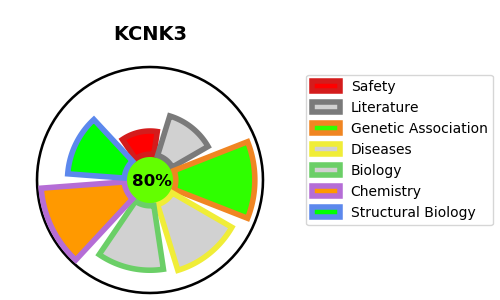 KCNK3
80%
Safety
Literature
Genetic Association
Diseases
Biology
Chemistry
Structural Biology